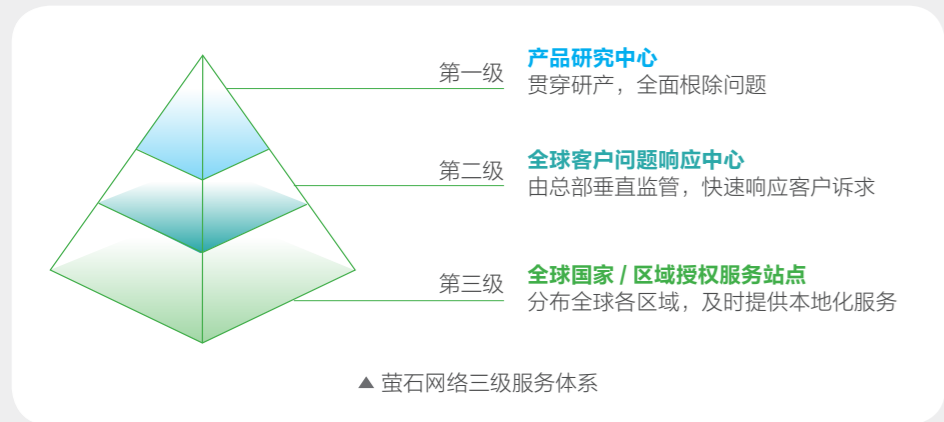 第一级
产品研究中心
贯穿研产，全面根除问题
第二级
全球客户问题响应中心
由总部垂直监管，快速响应客户诉求
第三级
全球国家 / 区域授权服务站点
分布全球各区域，及时提供本地化服务
▲ 萤石网络三级服务体系